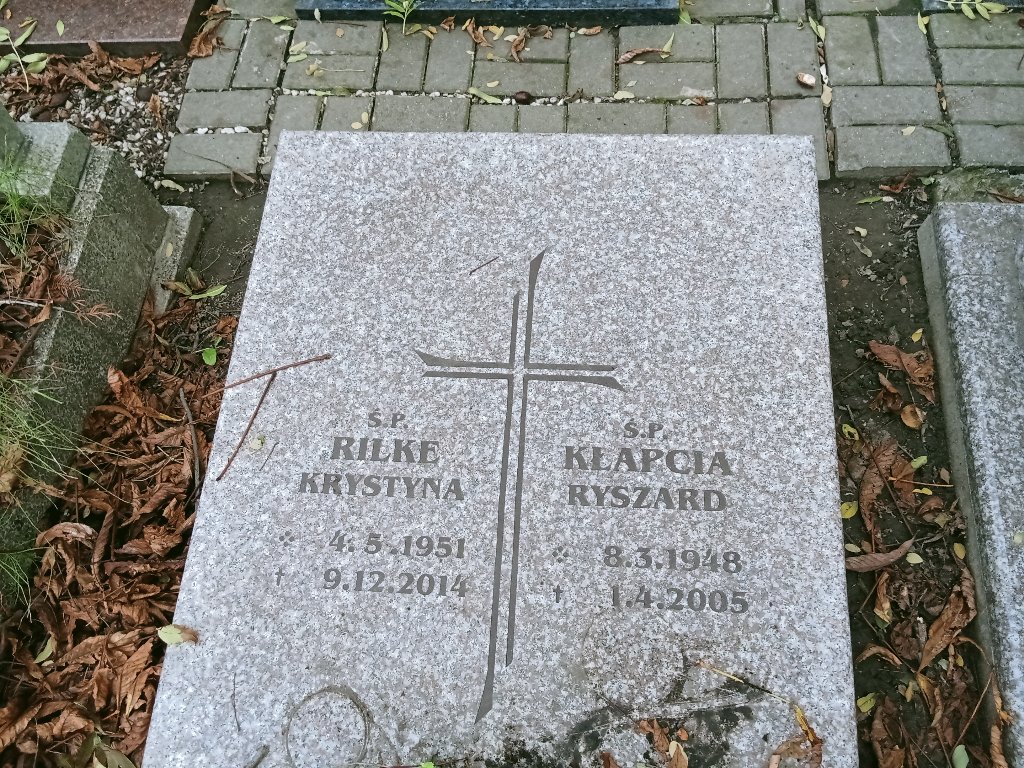 Ś.P.
RILKE
KRYSTYNA
4.5.1951
9.12.2014
Ś.P.
KŁAPCIA
RYSZARD
8.3.1948
1.4.2005